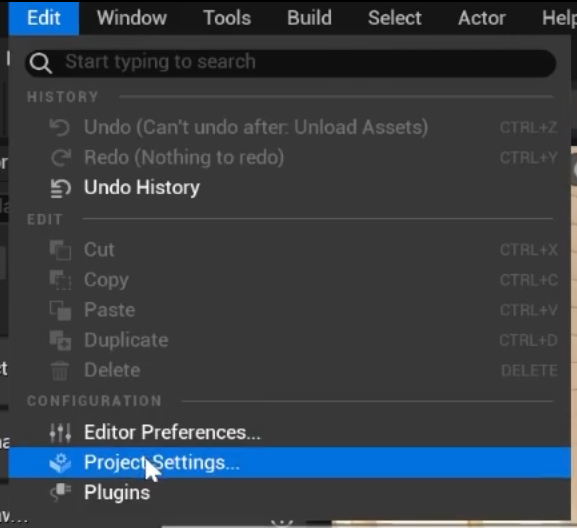 Edit Window Tools Build Select Actor Help
Start typing to search
HISTORY
Undo (Can't undo after: Unload Assets) CTRL+Z
Redo (Nothing to redo) CTRL+Y
Undo History
EDIT
Cut CTRL+X
Copy CTRL+C
Paste CTRL+V
Duplicate CTRL+D
Delete DELETE
CONFIGURATION
Editor Preferences...
Project Settings...
Plugins